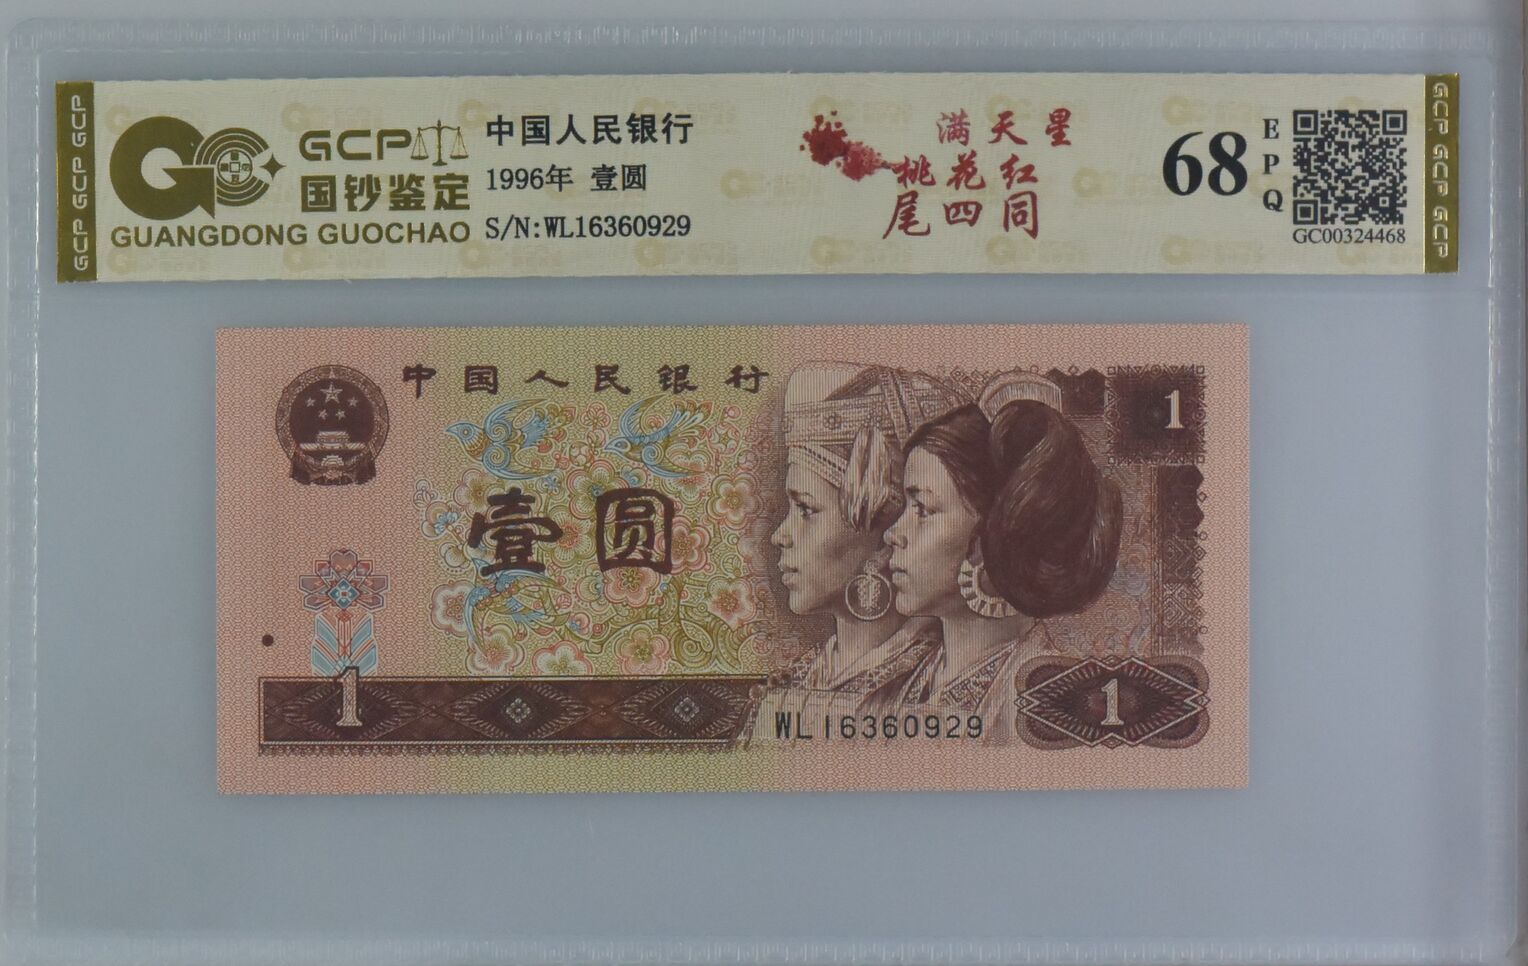 GCP GCP GCP
GCP
国钞鉴定
GUANGDONG GUOCHAO
中国人民银行
1996年 壹圆
S/N:WL16360929
满天星
桃花红
尾四同
68
EPQ
GC00324468
GCP GCP GCP
中国人民银行
1
壹圆
1
WL16360929
1